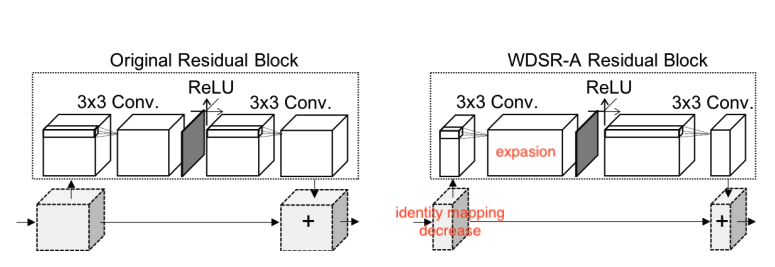 Original Residual Block
ReLU
3x3 Conv.
3x3 Conv.
+
WDSR-A Residual Block
ReLU
3x3 Conv.
3x3 Conv.
expasion
identity mapping
decrease
+